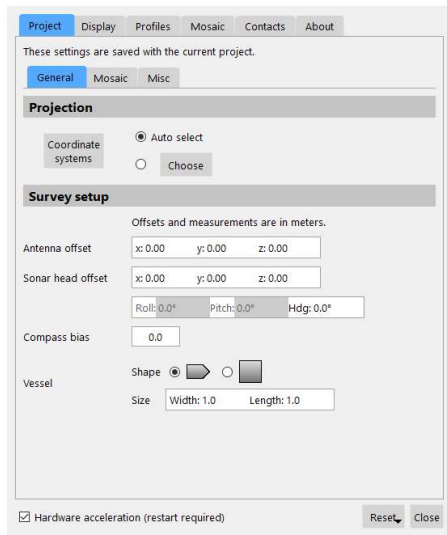 Project Display Profiles Mosaic Contacts About
These settings are saved with the current project.
General Mosaic Misc
Projection
Coordinate systems
Auto select
Choose
Survey setup
Offsets and measurements are in meters.
Antenna offset x: 0.00 y: 0.00 z: 0.00
Sonar head offset x: 0.00 y: 0.00 z: 0.00
Roll: 0.0° Pitch: 0.0° Hdg: 0.0°
Compass bias 0.0
Vessel
Shape
Size Width: 1.0 Length: 1.0
Hardware acceleration (restart required) Reset Close